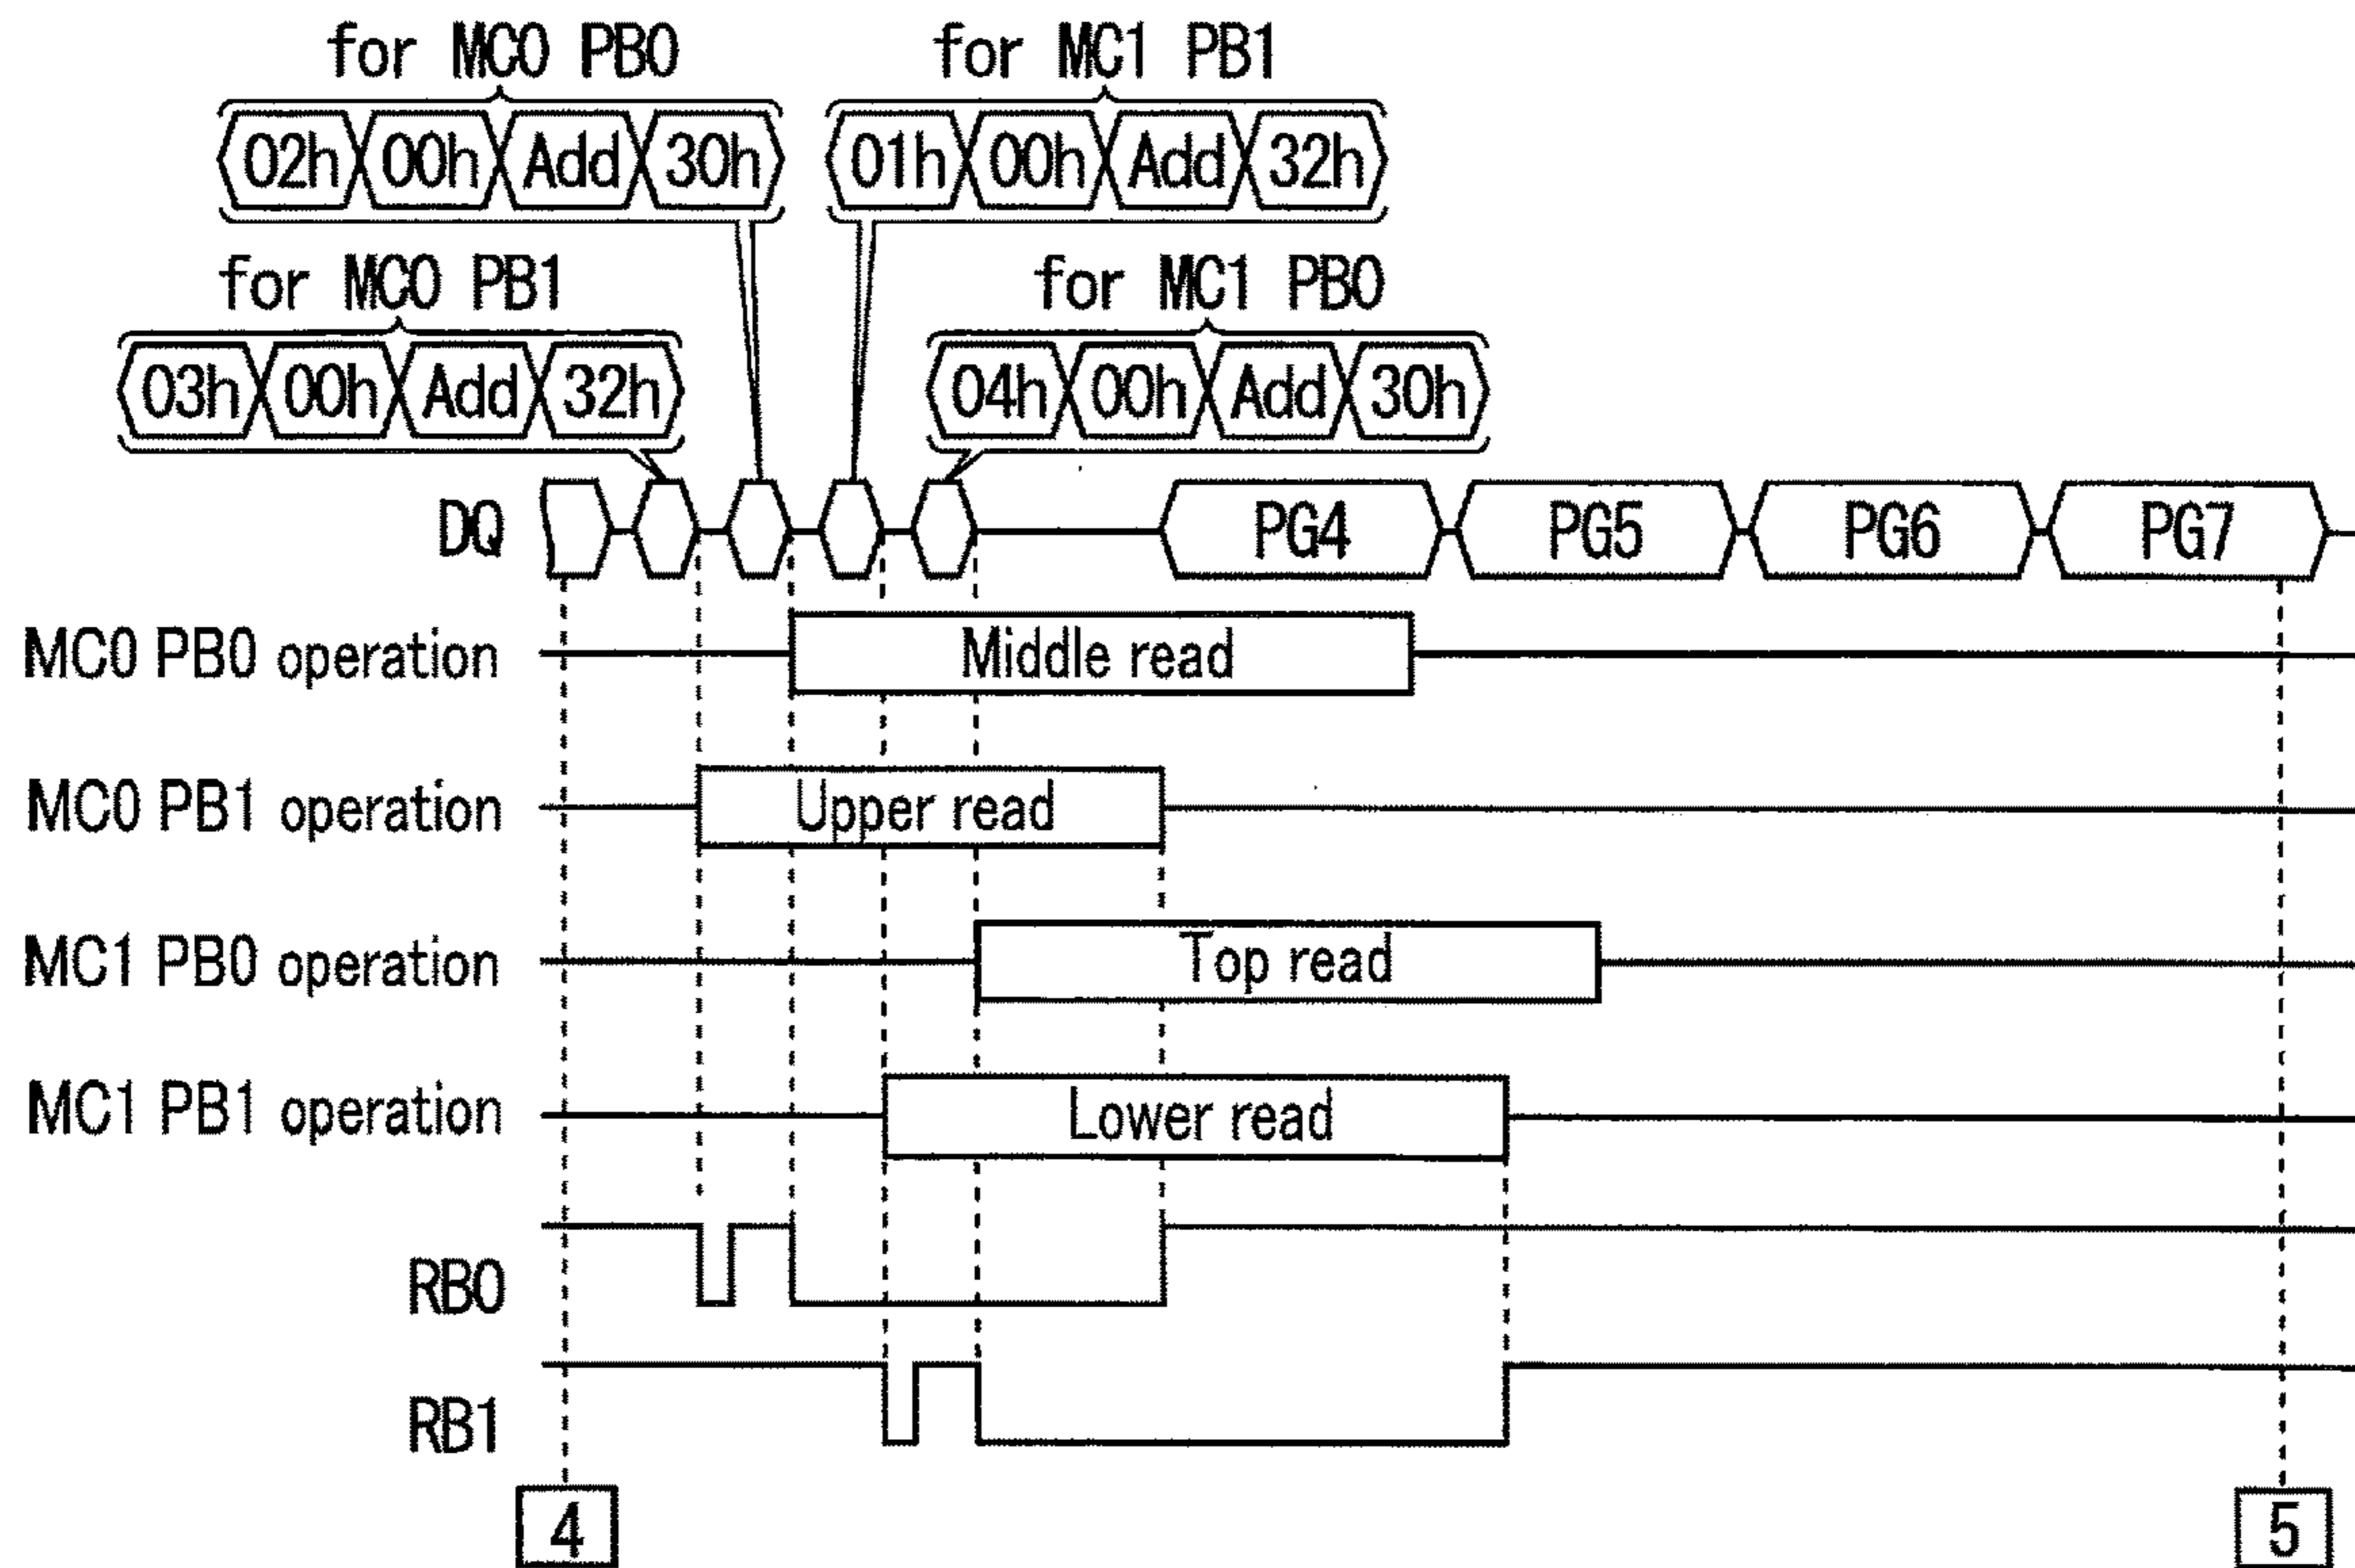 for MC0 PB0 for MC1 PB1
02h 00h Add 30h 01h 00h Add 32h
for MC0 PB1 for MC1 PB0
03h 00h Add 32h 04h 00h Add 30h
DQ PG4 PG5 PG6 PG7
MC0 PB0 operation Middle read
MC0 PB1 operation Upper read
MC1 PB0 operation Top read
MC1 PB1 operation Lower read
RB0
RB1
4 5